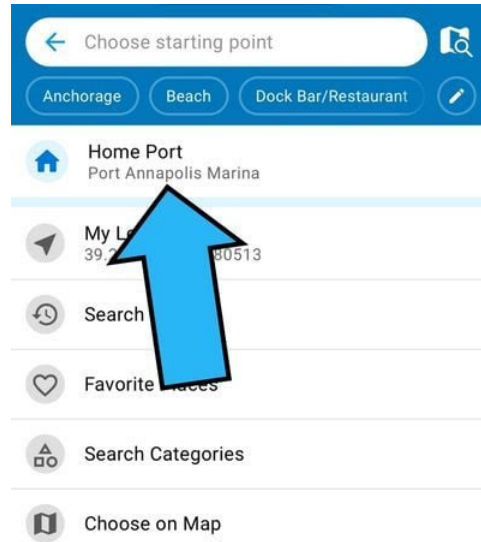 Choose starting point
Anchorage
Beach
Dock Bar/Restaurant
Home Port
Port Annapolis Marina
My
80513
Search
Favorite
Search Categories
Choose on Map